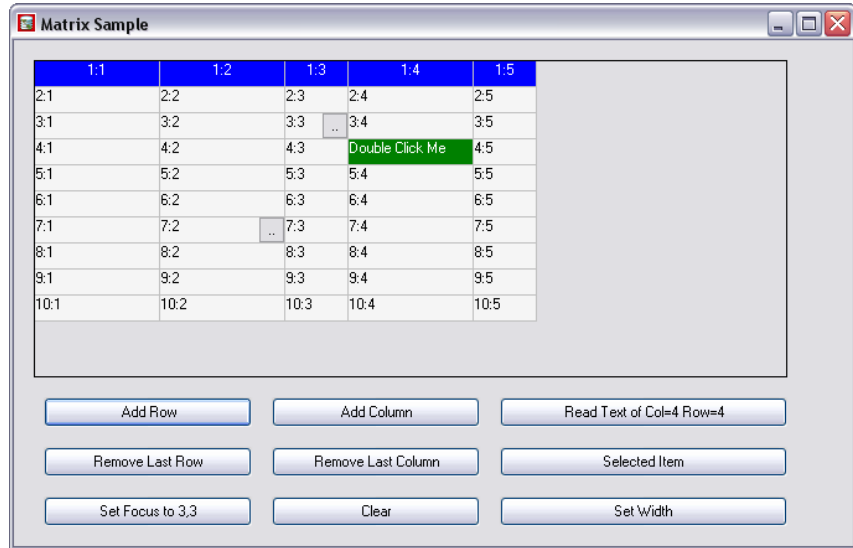 Matrix Sample
1:1 1:2 1:3 1:4 1:5
2:1 2:2 2:3 2:4 2:5
3:1 3:2 3:3 .. 3:4 3:5
4:1 4:2 4:3 Double Click Me 4:5
5:1 5:2 5:3 5:4 5:5
6:1 6:2 6:3 6:4 6:5
7:1 7:2 .. 7:3 7:4 7:5
8:1 8:2 8:3 8:4 8:5
9:1 9:2 9:3 9:4 9:5
10:1 10:2 10:3 10:4 10:5
Add Row Add Column Read Text of Col=4 Row=4
Remove Last Row Remove Last Column Selected Item
Set Focus to 3,3 Clear Set Width